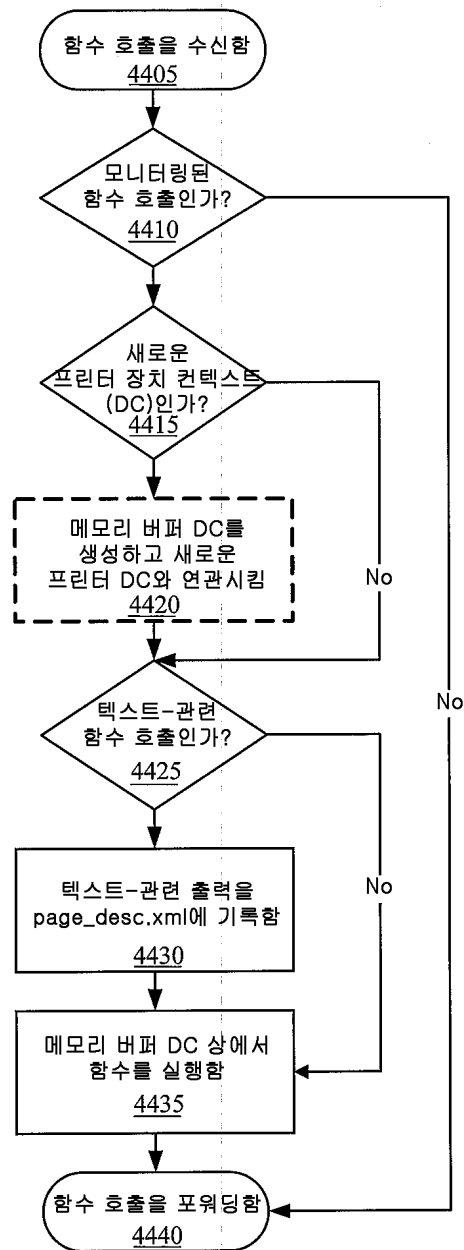 함수 호출을 수신함
4405
모니터링된
함수 호출인가?
4410
새로운
프린터 장치 컨텍스트
(DC)인가?
4415
메모리 버퍼 DC를
생성하고 새로운
프린터 DC와 연관시킴
4420
No
No
텍스트-관련
함수 호출인가?
4425
No
텍스트-관련 출력을
page_desc.xml에 기록함
4430
메모리 버퍼 DC 상에서
함수를 실행함
4435
함수 호출을 포워딩함
4440